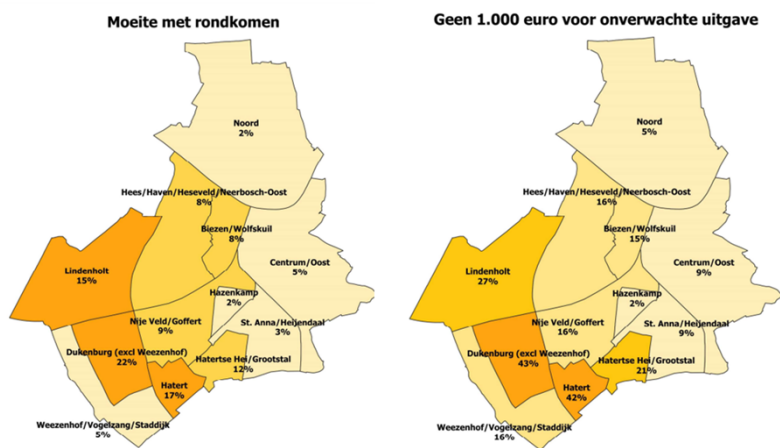 Moeite met rondkomen
Noord
2%
Hees/Haven/Heseveld/Neerbosch-Oost
8%
Biezen/Wolfskuil
8%
Centrum/Oost
5%
Lindenholt
15%
Hazenkamp
2%
Nije Veld/Goffert
9%
St. Anna/Heijendaal
3%
Dukenburg (excl Weezenhof)
22%
Hatertse Hei/Grootstal
12%
Hatert
17%
Weezenhof/Vogelzang/Staddijk
5%
Geen 1.000 euro voor onverwachte uitgave
Noord
5%
Hees/Haven/Heseveld/Neerbosch-Oost
16%
Biezen/Wolfskuil
15%
Centrum/Oost
9%
Lindenholt
27%
Hazenkamp
2%
Nije Veld/Goffert
16%
St. Anna/Heijendaal
9%
Dukenburg (excl Weezenhof)
43%
Hatertse Hei/Grootstal
21%
Hatert
42%
Weezenhof/Vogelzang/Staddijk
16%